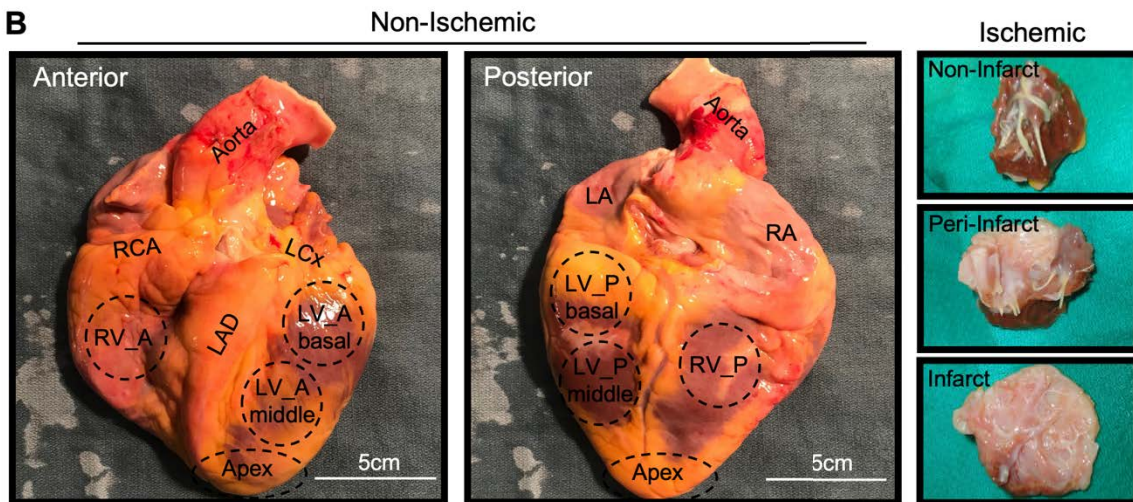 B
Non-Ischemic
Ischemic
Anterior
Aorta
RCA
LCx
LAD
RV_A
LV_A
basal
LV_A
middle
Apex
5cm
Posterior
Aorta
LA
RA
LV_P
basal
LV_P
middle
RV_P
Apex
5cm
Non-Infarct
Peri-Infarct
Infarct